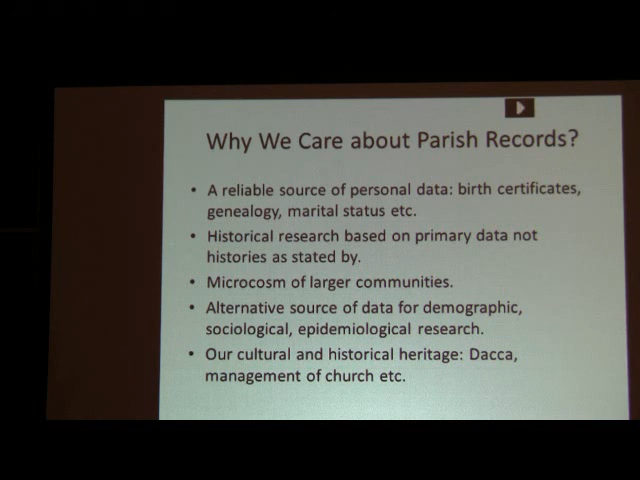 Why We Care about Parish Records?
• A reliable source of personal data: birth certificates,
genealogy, marital status etc.
• Historical research based on primary data not
histories as stated by.
• Microcosm of larger communities.
• Alternative source of data for demographic,
sociological, epidemiological research.
• Our cultural and historical heritage: Dacca,
management of church etc.